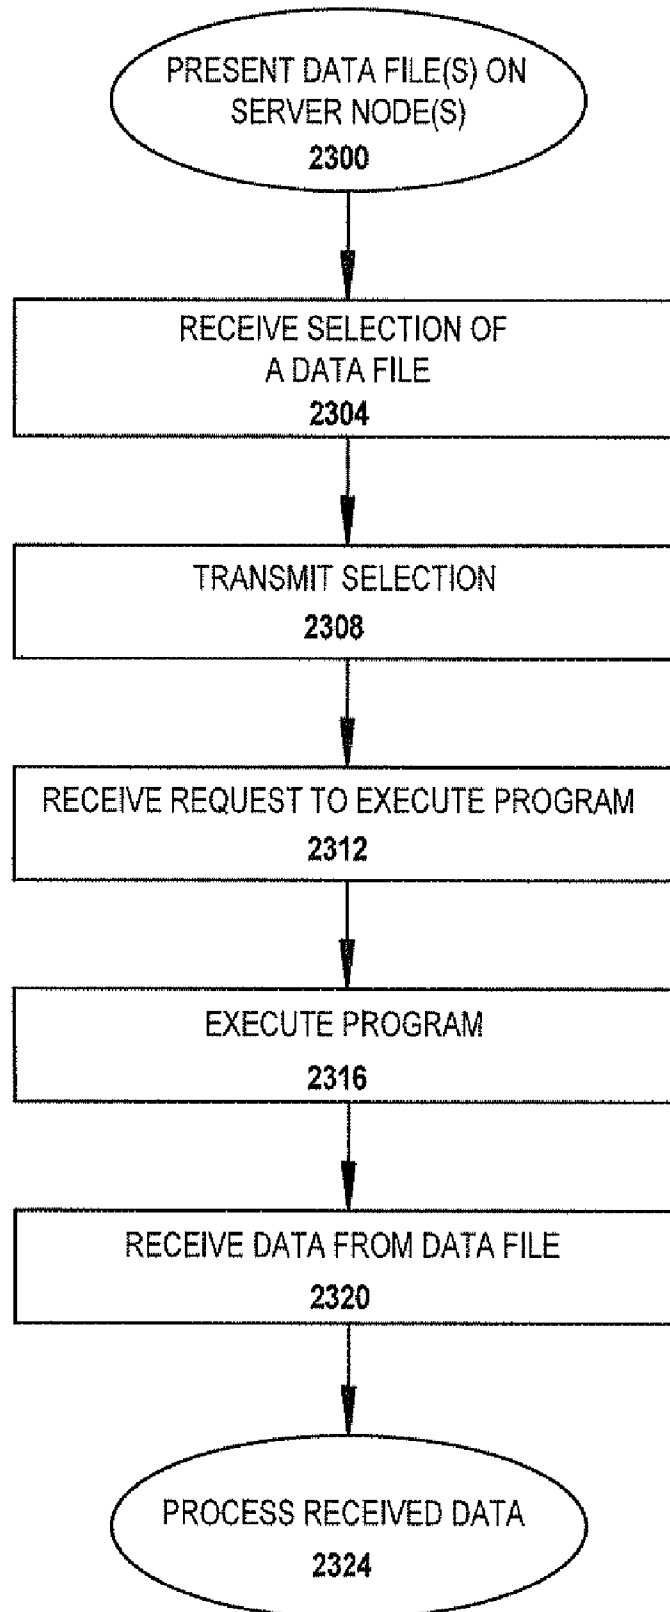 PRESENT DATA FILE(S) ON
SERVER NODE(S)
2300
RECEIVE SELECTION OF
A DATA FILE
2304
TRANSMIT SELECTION
2308
RECEIVE REQUEST TO EXECUTE PROGRAM
2312
EXECUTE PROGRAM
2316
RECEIVE DATA FROM DATA FILE
2320
PROCESS RECEIVED DATA
2324